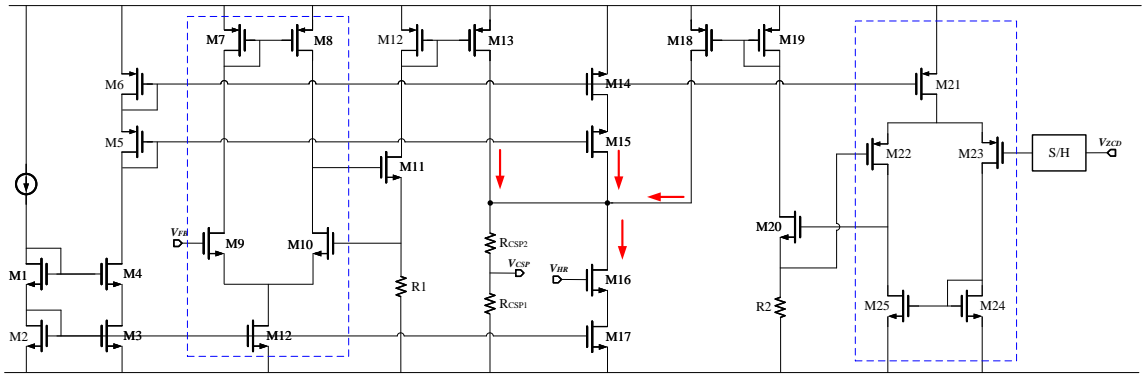 M7
M8
M12
M13
M18
M19
M6
M14
M21
M5
M15
M22
M23
S/H
VZCD
M11
VFB
M9
M10
M20
RCSP2
VCSP
VHR
M1
M4
M16
R1
RCSP1
R2
M25
M24
M2
M3
M12
M17